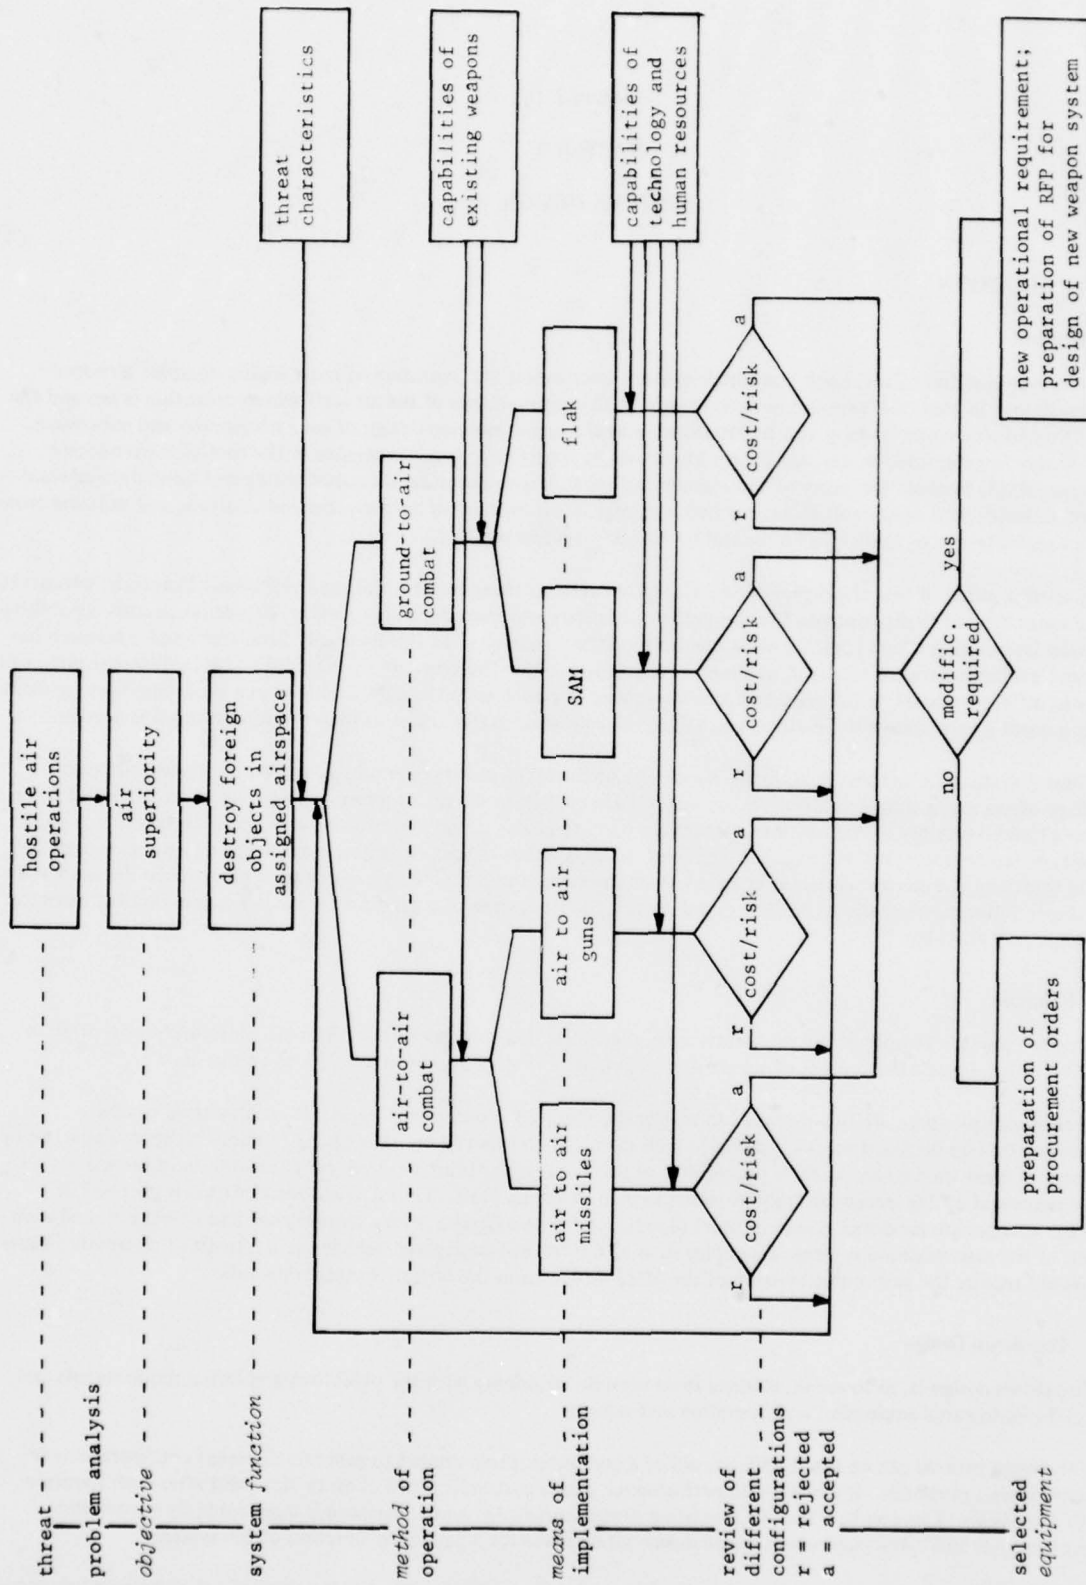 threat
problem analysis
objective
system function
method of
operation
means of
implementation
review of
different
configurations
r = rejected
a = accepted
selected
equipment
hostile air
operations
air
superiority
destroy foreign
objects in
assigned airspace
threat
characteristics
air-to-air
combat
ground-to-air
combat
capabilities of
existing weapons
air to air
missiles
air to air
guns
SAM
flak
capabilities of
technology and
human resources
r
cost/risk
a
r
cost/risk
a
r
cost/risk
a
r
cost/risk
a
no
modific.
required
yes
preparation of
procurement orders
new operational requirement;
preparation of RFP for
design of new weapon system